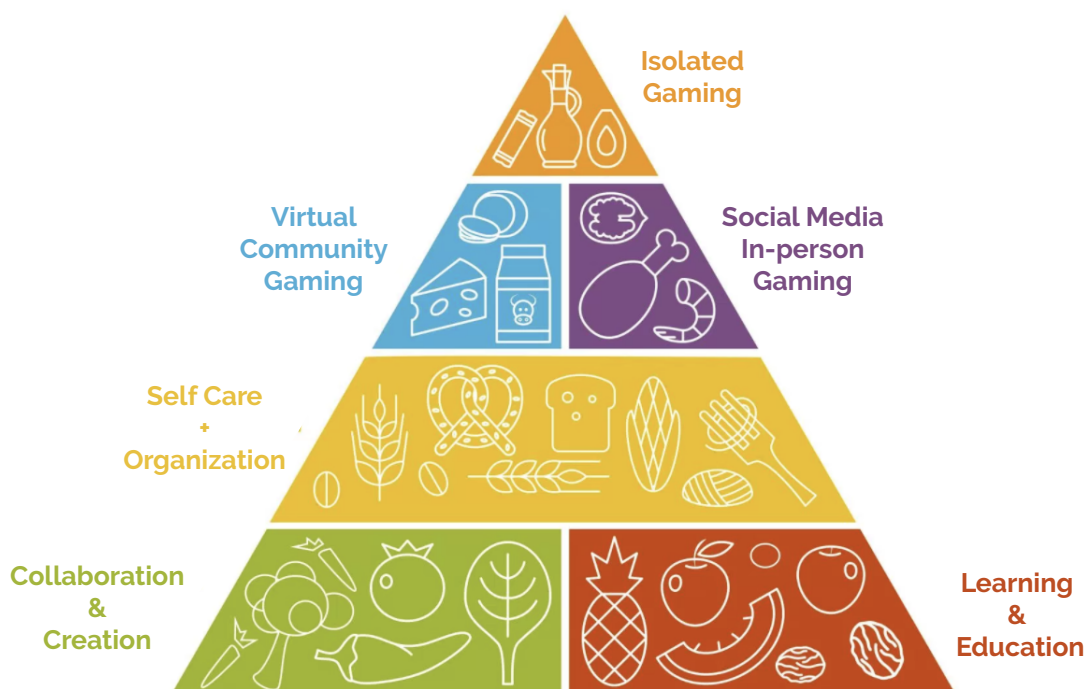 Isolated
Gaming
Virtual
Community
Gaming
Social Media
In-person
Gaming
Self Care
+
Organization
Collaboration
&
Creation
Learning
&
Education